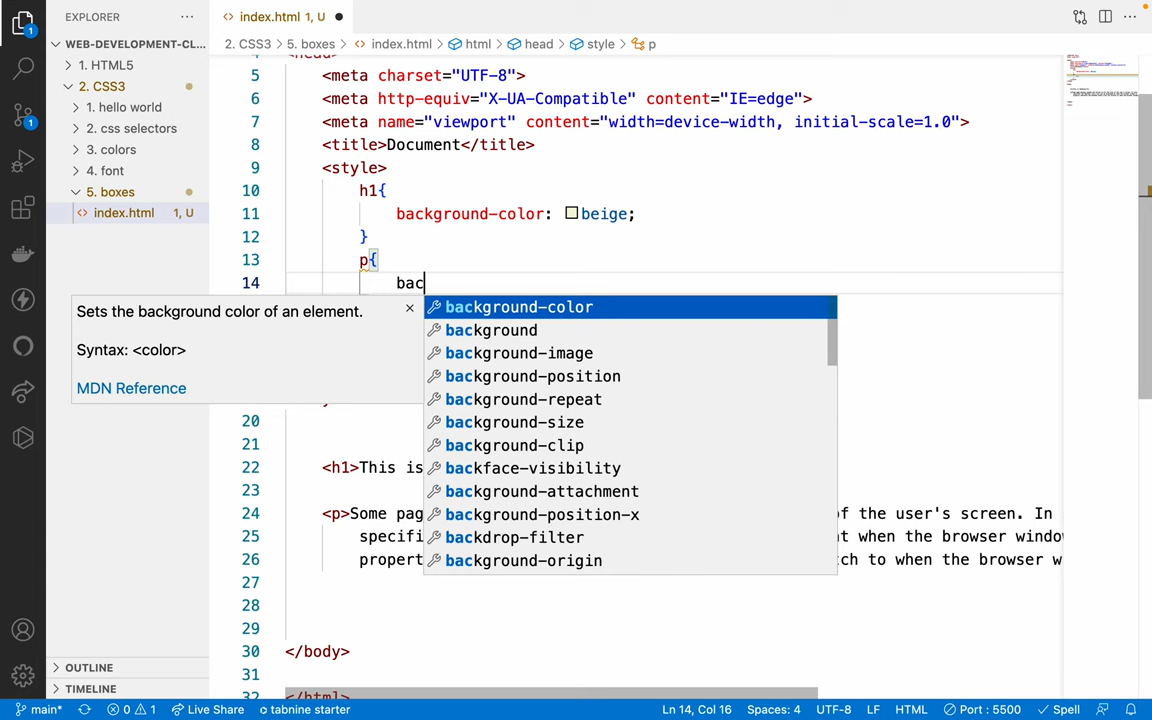 EXPLORER
index.html 1, U
WEB-DEVELOPMENT-CL...
1. HTML5
2. CSS3
1. hello world
2. css selectors
3. colors
4. font
5. boxes
index.html 1, U
OUTLINE
TIMELINE
1
1
2. CSS3 > 5. boxes > index.html > html > head > style > p
5 <meta charset="UTF-8">
6 <meta http-equiv="X-UA-Compatible" content="IE=edge">
7 <meta name="viewport" content="width=device-width, initial-scale=1.0">
8 <title>Document</title>
9 <style>
10 h1{
11 background-color: beige;
12 }
13 p{
14 bac
Sets the background color of an element.
Syntax: <color>
MDN Reference
background-color
background
background-image
background-position
background-repeat
background-size
background-clip
backface-visibility
background-attachment
background-position-x
backdrop-filter
background-origin
20
21
22 <h1>This is
23
24 <p>Some pag of the user's screen. In
25 specifi when the browser windo
26 propert to when the browser w
27
28
29
30 </body>
31
32 </html>
main* 0 1 Live Share tabnine starter Ln 14, Col 16 Spaces: 4 UTF-8 LF HTML Port : 5500 Spell